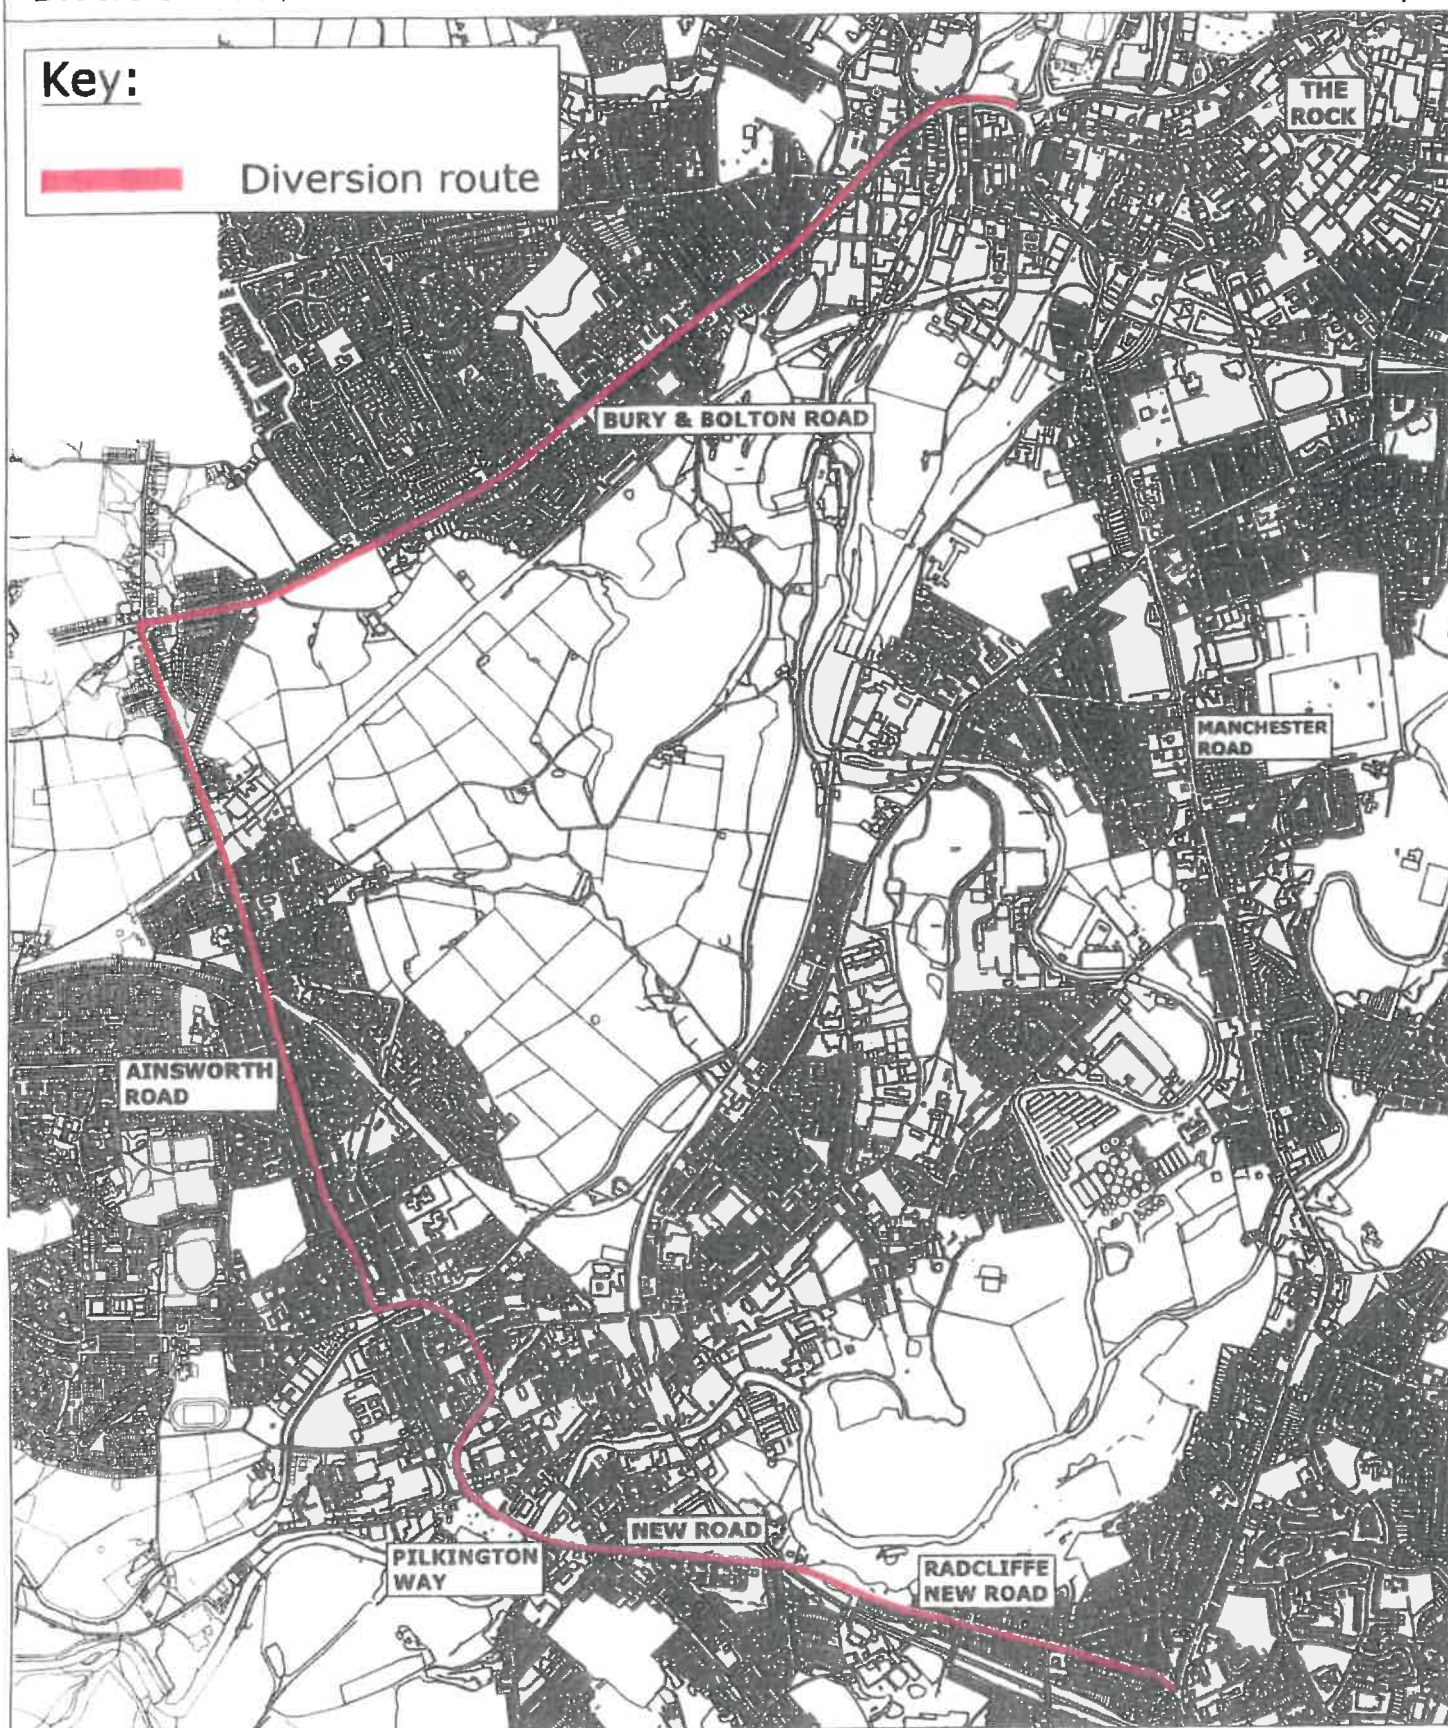 Key:
Diversion route
THE
ROCK
BURY & BOLTON ROAD
MANCHESTER
ROAD
AINSWORTH
ROAD
NEW ROAD
PILKINGTON
WAY
RADCLIFFE
NEW ROAD